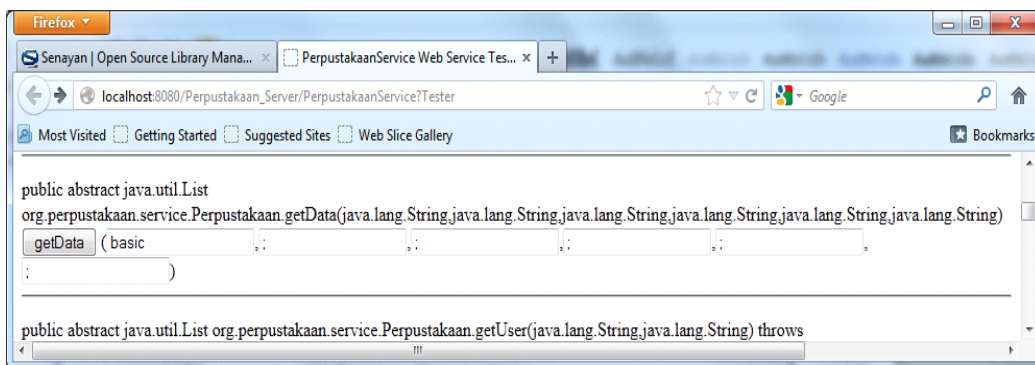 Firefox
Senayan | Open Source Library Mana... × PerpustakaanService Web Service Tes... × +
localhost:8080/Perpustakaan_Server/PerpustakaanService?Tester Google
Most Visited Getting Started Suggested Sites Web Slice Gallery Bookmarks
public abstract java.util.List
org.perpustakaan.service.Perpustakaan.getData(java.lang.String,java.lang.String,java.lang.String,java.lang.String,java.lang.String,java.lang.String)
getData ( basic , ; , ; , ; , ; ,
; )
public abstract java.util.List org.perpustakaan.service.Perpustakaan.getUser(java.lang.String,java.lang.String) throws